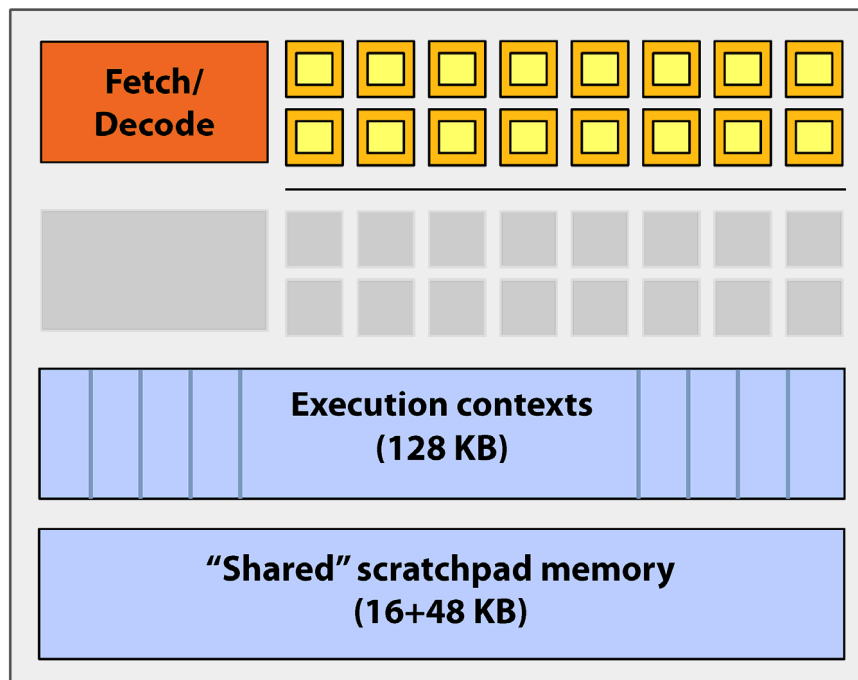 Fetch/
Decode
Execution contexts
(128 KB)
“Shared” scratchpad memory
(16+48 KB)